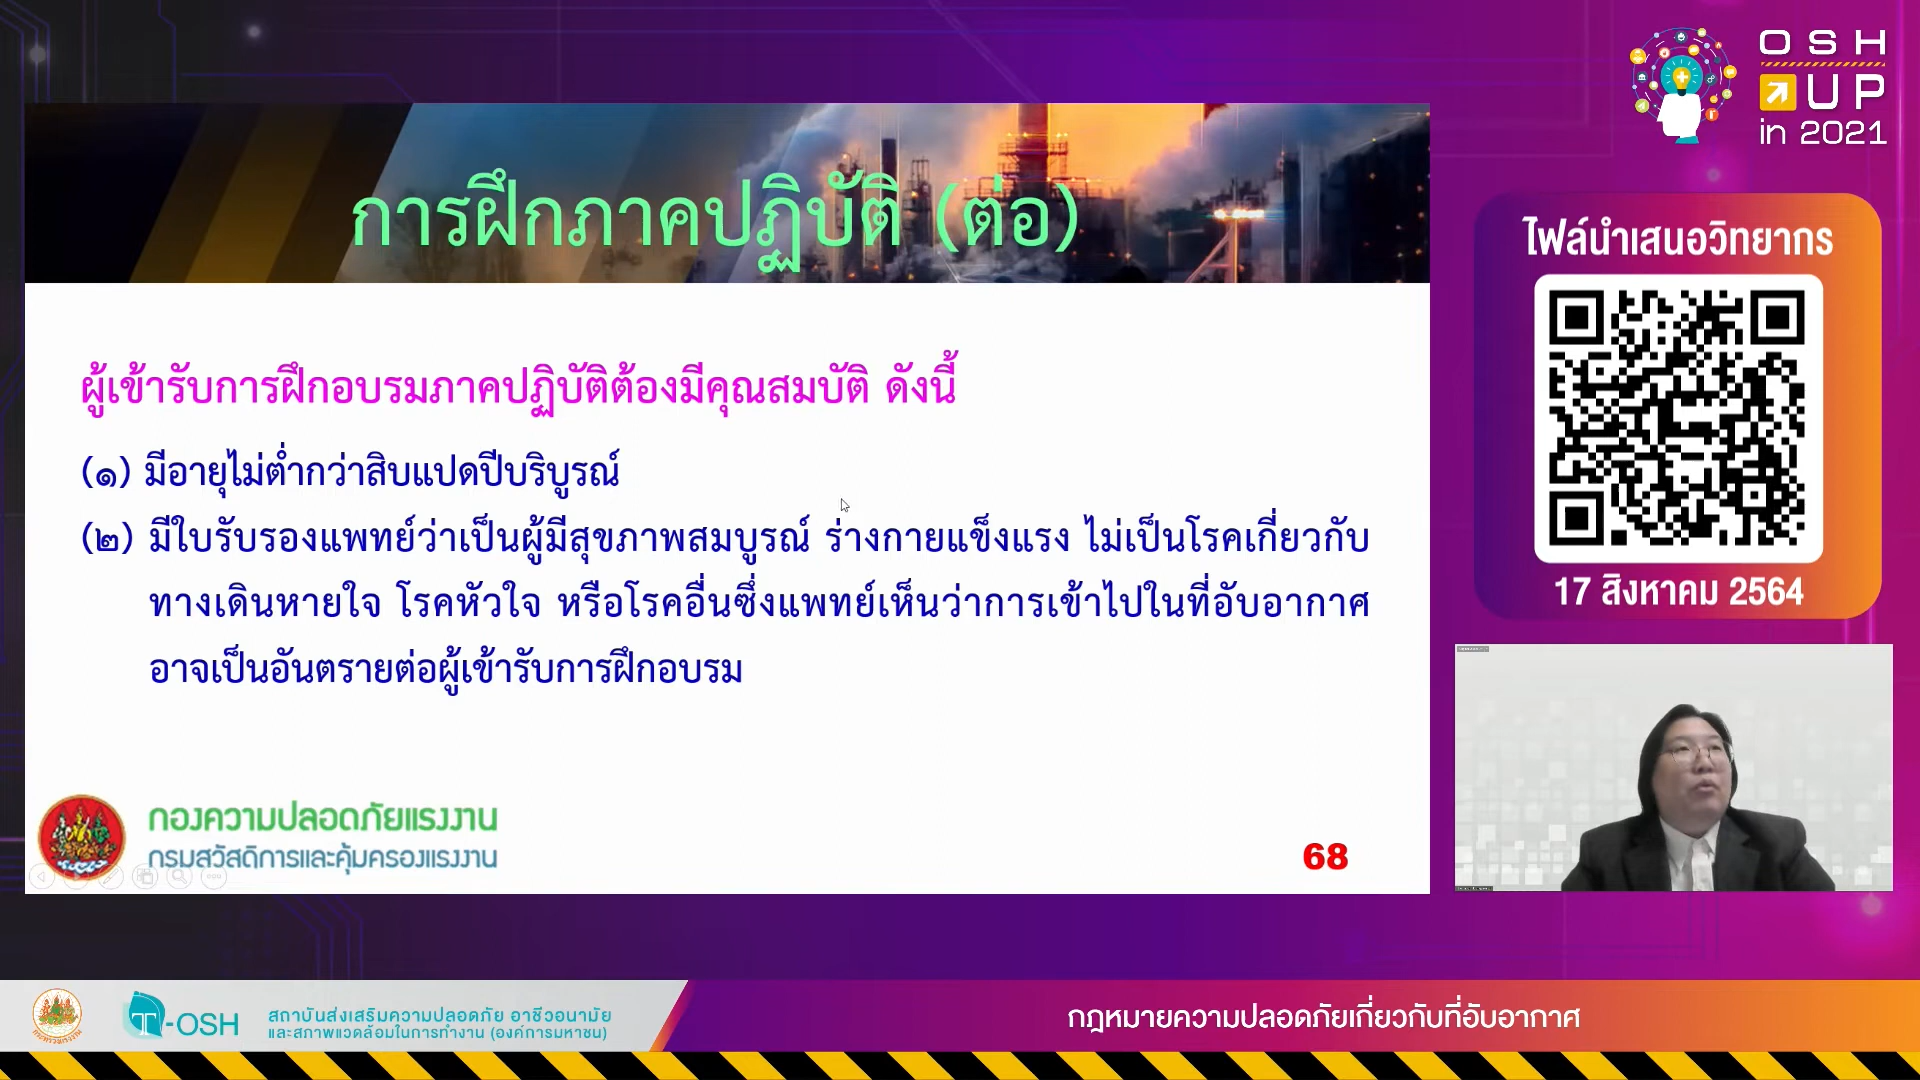 OSH
UP
in 2021
การฝึกภาคปฏิบัติ (ต่อ)
ผู้เข้ารับการฝึกอบรมภาคปฏิบัติต้องมีคุณสมบัติ ดังนี้
(๑) มีอายุไม่ต่ำกว่าสิบแปดปีบริบูรณ์
(๒) มีใบรับรองแพทย์ว่าเป็นผู้มีสุขภาพสมบูรณ์ ร่างกายแข็งแรง ไม่เป็นโรคเกี่ยวกับ
ทางเดินหายใจ โรคหัวใจ หรือโรคอื่นซึ่งแพทย์เห็นว่าการเข้าไปในที่อับอากาศ
อาจเป็นอันตรายต่อผู้เข้ารับการฝึกอบรม
กองความปลอดภัยแรงงาน
กรมสวัสดิการและคุ้มครองแรงงาน
68
ไฟล์นำเสนอวิทยากร
17 สิงหาคม 2564
T-OSH
สถาบันส่งเสริมความปลอดภัย อาชีวอนามัย
และสภาพแวดล้อมในการทำงาน (องค์การมหาชน)
กฎหมายความปลอดภัยเกี่ยวกับที่อับอากาศ